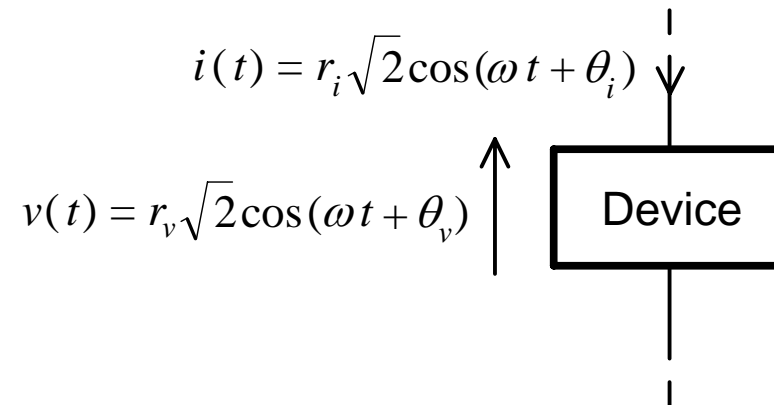 i(t) = r_i√2cos(ωt + θ_i)
v(t) = r_v√2cos(ωt + θ_v)
Device